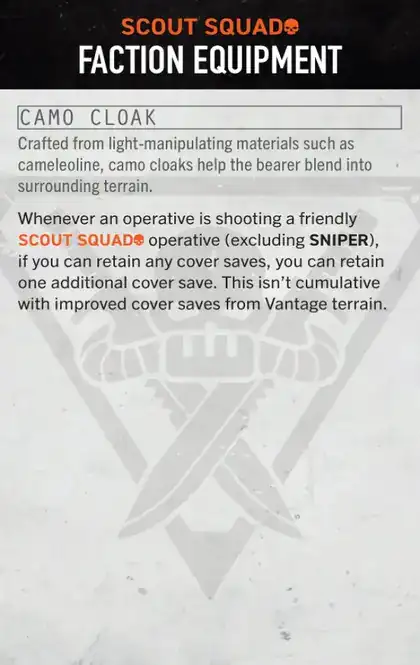 SCOUT SQUAD
FACTION EQUIPMENT
CAMO CLOAK
Crafted from light-manipulating materials such as
cameleoline, camo cloaks help the bearer blend into
surrounding terrain.
Whenever an operative is shooting a friendly
SCOUT SQUAD operative (excluding SNIPER),
if you can retain any cover saves, you can retain
one additional cover save. This isn’t cumulative
with improved cover saves from Vantage terrain.